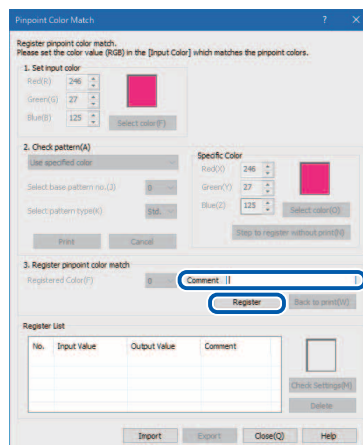 Pinpoint Color Match
? ×
Register pinpoint color match.
Please set the color value (RGB) in the [Input Color] which matches the pinpoint colors.
1. Set input color
Red(R) 246
Green(G) 27
Blue(B) 125
Select color(F)
2. Check pattern(A)
Use specified color
Select base pattern no.(J) 0
Select pattern type(K) Std.
Print Cancel
Specific Color
Red(X) 246
Green(Y) 27
Blue(Z) 125
Select color(O)
Step to register without print(N)
3. Register pinpoint color match
Registered Color(F) 0 Comment
Register Back to print(W)
Register List
No. Input Value Output Value Comment
Check Settings(M)
Delete
Import Export Close(Q) Help